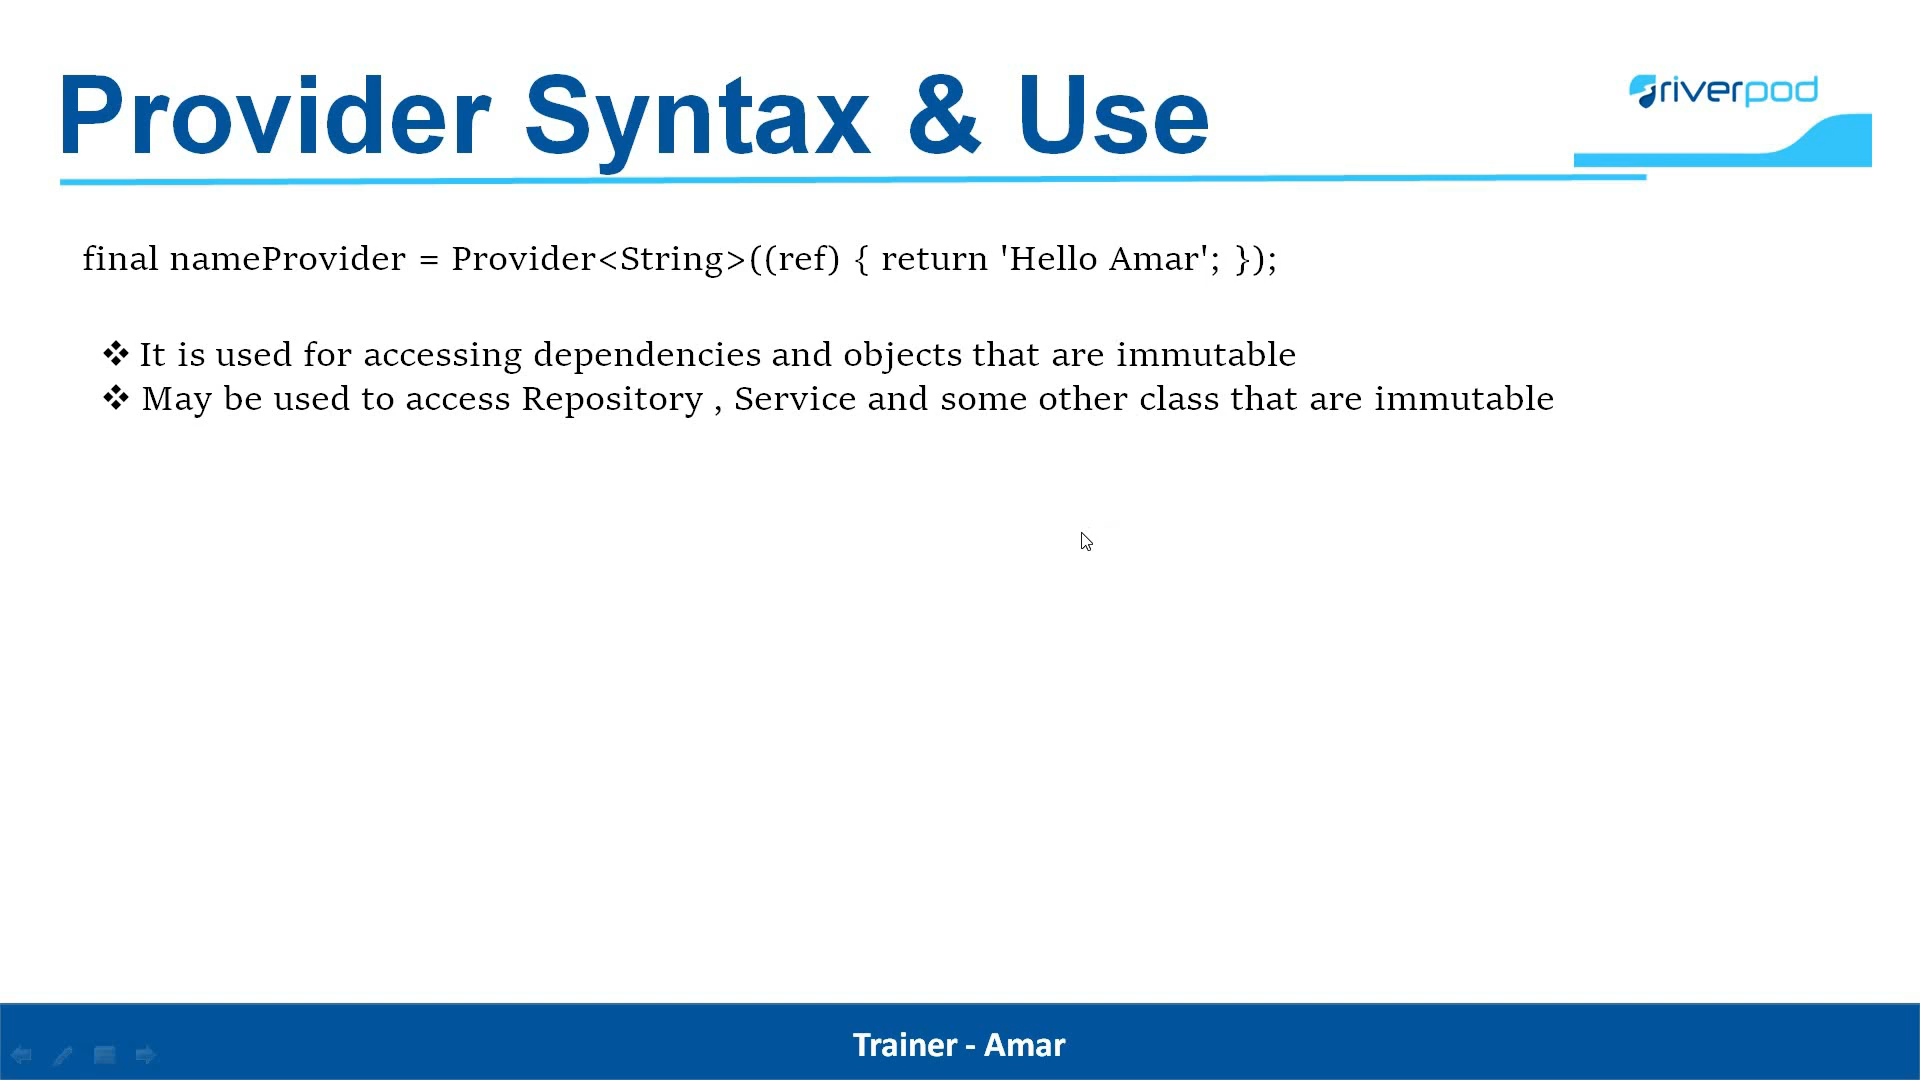 Provider Syntax & Use
riverpod
final nameProvider = Provider<String>((ref) { return 'Hello Amar'; });
❖ It is used for accessing dependencies and objects that are immutable
❖ May be used to access Repository , Service and some other class that are immutable
Trainer - Amar